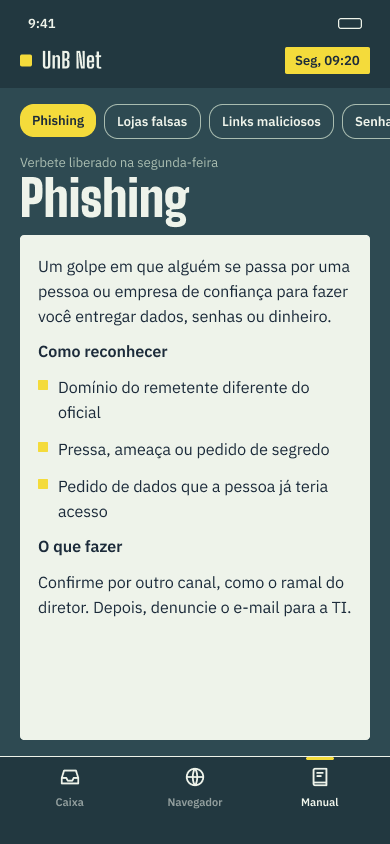 9:41
UnB Net
Seg, 09:20
Phishing
Lojas falsas
Links maliciosos
Senha
Verbete liberado na segunda-feira
Phishing
Um golpe em que alguém se passa por uma
pessoa ou empresa de confiança para fazer
você entregar dados, senhas ou dinheiro.
Como reconhecer
Domínio do remetente diferente do
oficial
Pressa, ameaça ou pedido de segredo
Pedido de dados que a pessoa já teria
acesso
O que fazer
Confirme por outro canal, como o ramal do
diretor. Depois, denuncie o e-mail para a TI.
Caixa
Navegador
Manual